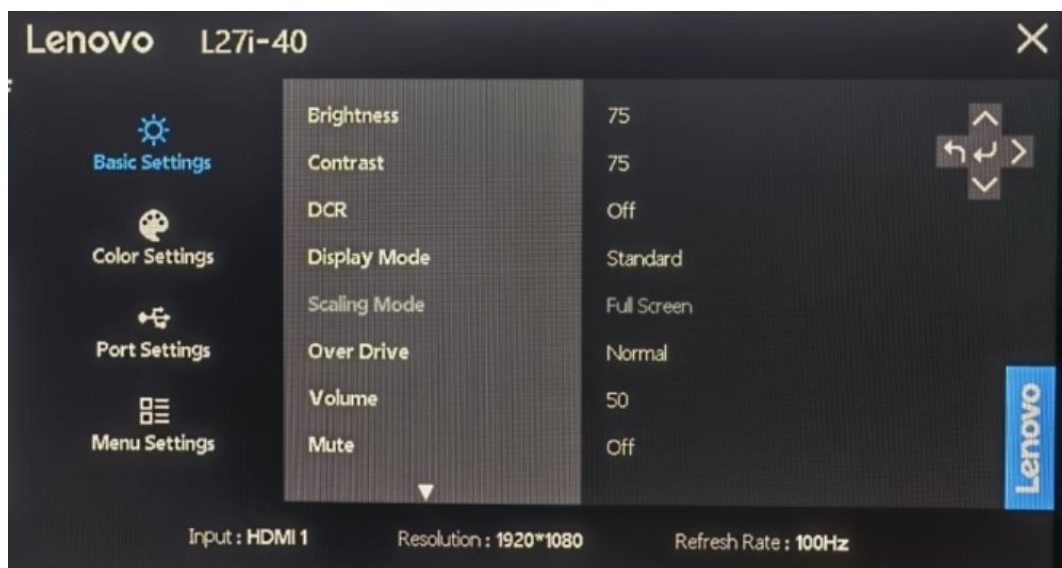 Lenovo L27i-40
Basic Settings
Color Settings
Port Settings
Menu Settings
Brightness 75
Contrast 75
DCR Off
Display Mode Standard
Scaling Mode Full Screen
Over Drive Normal
Volume 50
Mute Off
Lenovo
Input : HDMI 1 Resolution : 1920*1080 Refresh Rate : 100Hz